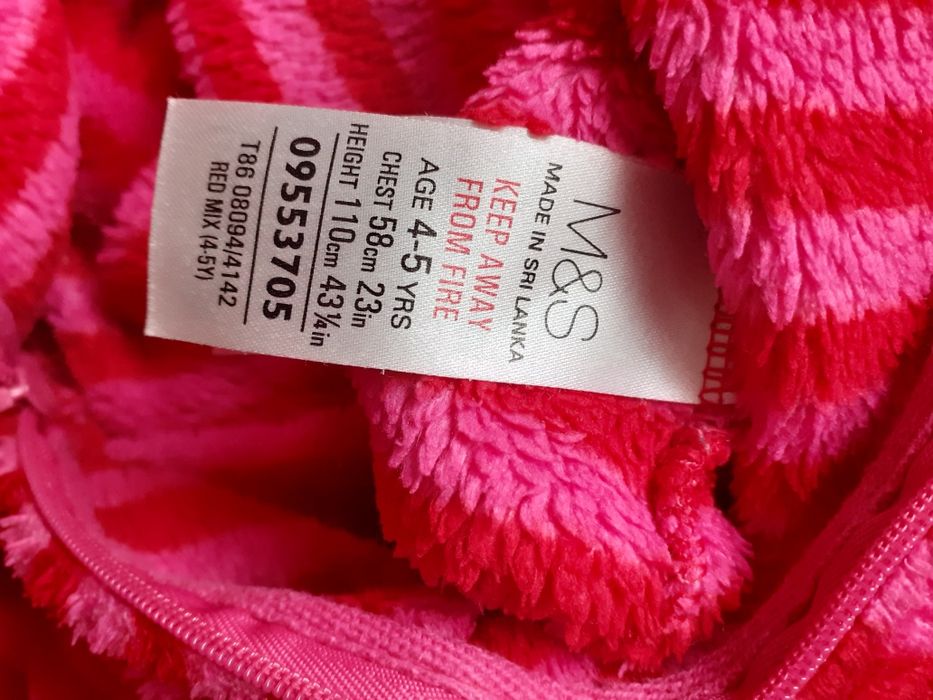 M&S
MADE IN SRI LANKA
KEEP AWAY
FROM FIRE
AGE 4-5 YRS
CHEST 58cm 23in
HEIGHT 110cm 43¼in
09553705
T86 08094/4142
RED MIX (4-5Y)